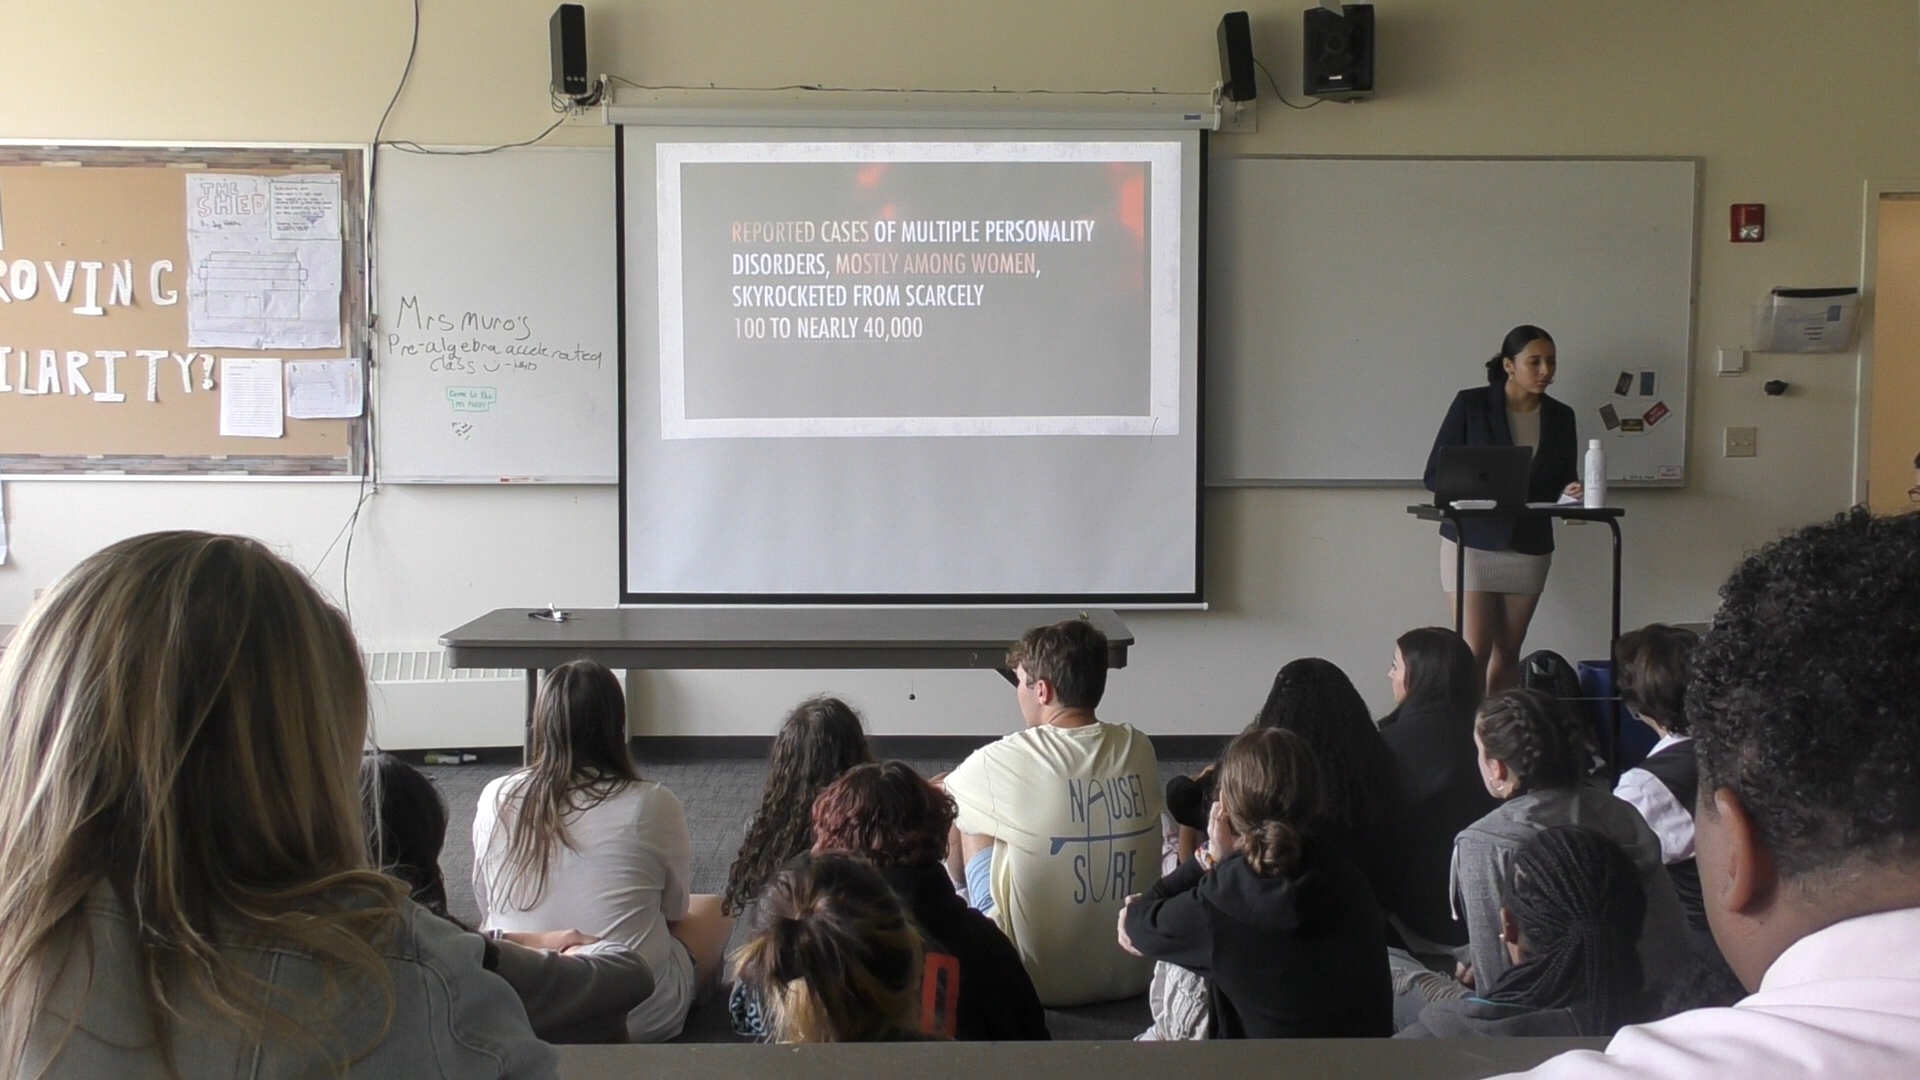 THE
SHED
ROVING
ILARITY?
Mrs Muro's
Pre-algebra accelerated
class
REPORTED CASES OF MULTIPLE PERSONALITY
DISORDERS, MOSTLY AMONG WOMEN,
SKYROCKETED FROM SCARCELY
100 TO NEARLY 40,000
NAUSET
SURF